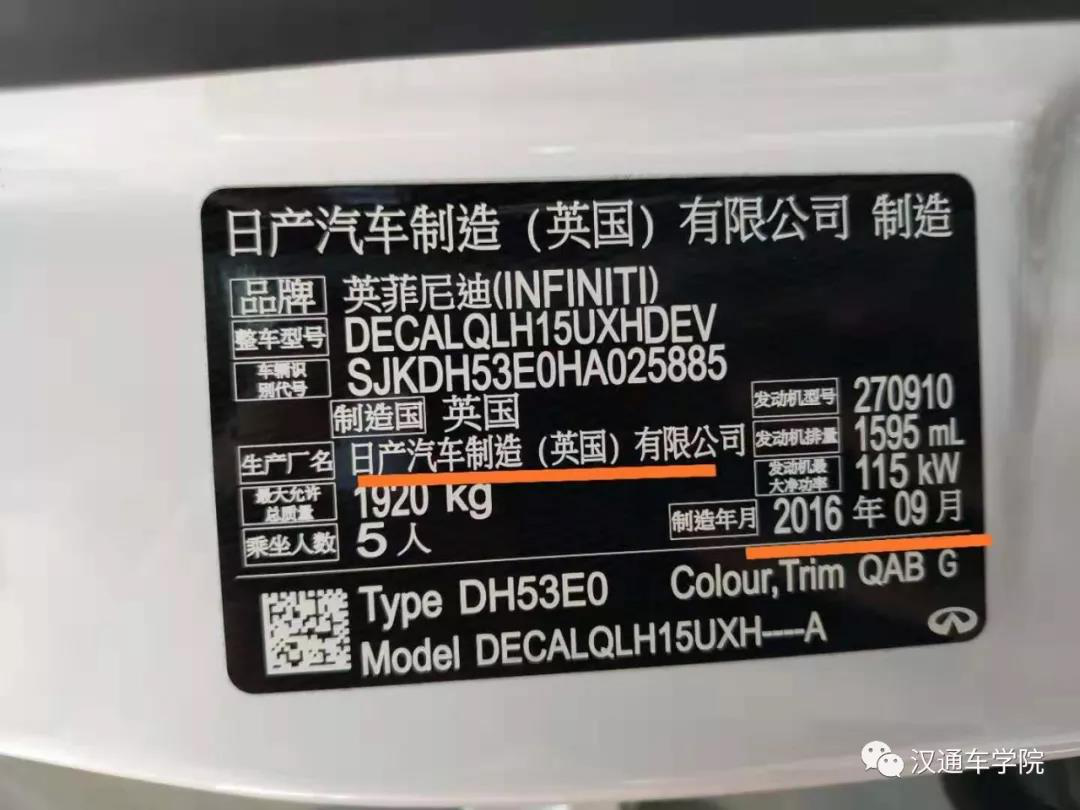 日产汽车制造（英国）有限公司 制造
品牌 英菲尼迪(INFINITI)
整车型号 DECALQLH15UXHDEV
车辆识别代号 SJKDH53E0HA025885
制造国 英国
发动机型号 270910
生产厂名 日产汽车制造（英国）有限公司
发动机排量 1595 mL
最大允许总质量 1920 kg
发动机最大净功率 115 kW
乘坐人数 5 人
制造年月 2016 年 09 月
Type DH53E0 Colour,Trim QAB G
Model DECALQLH15UXH----A
汉通车学院